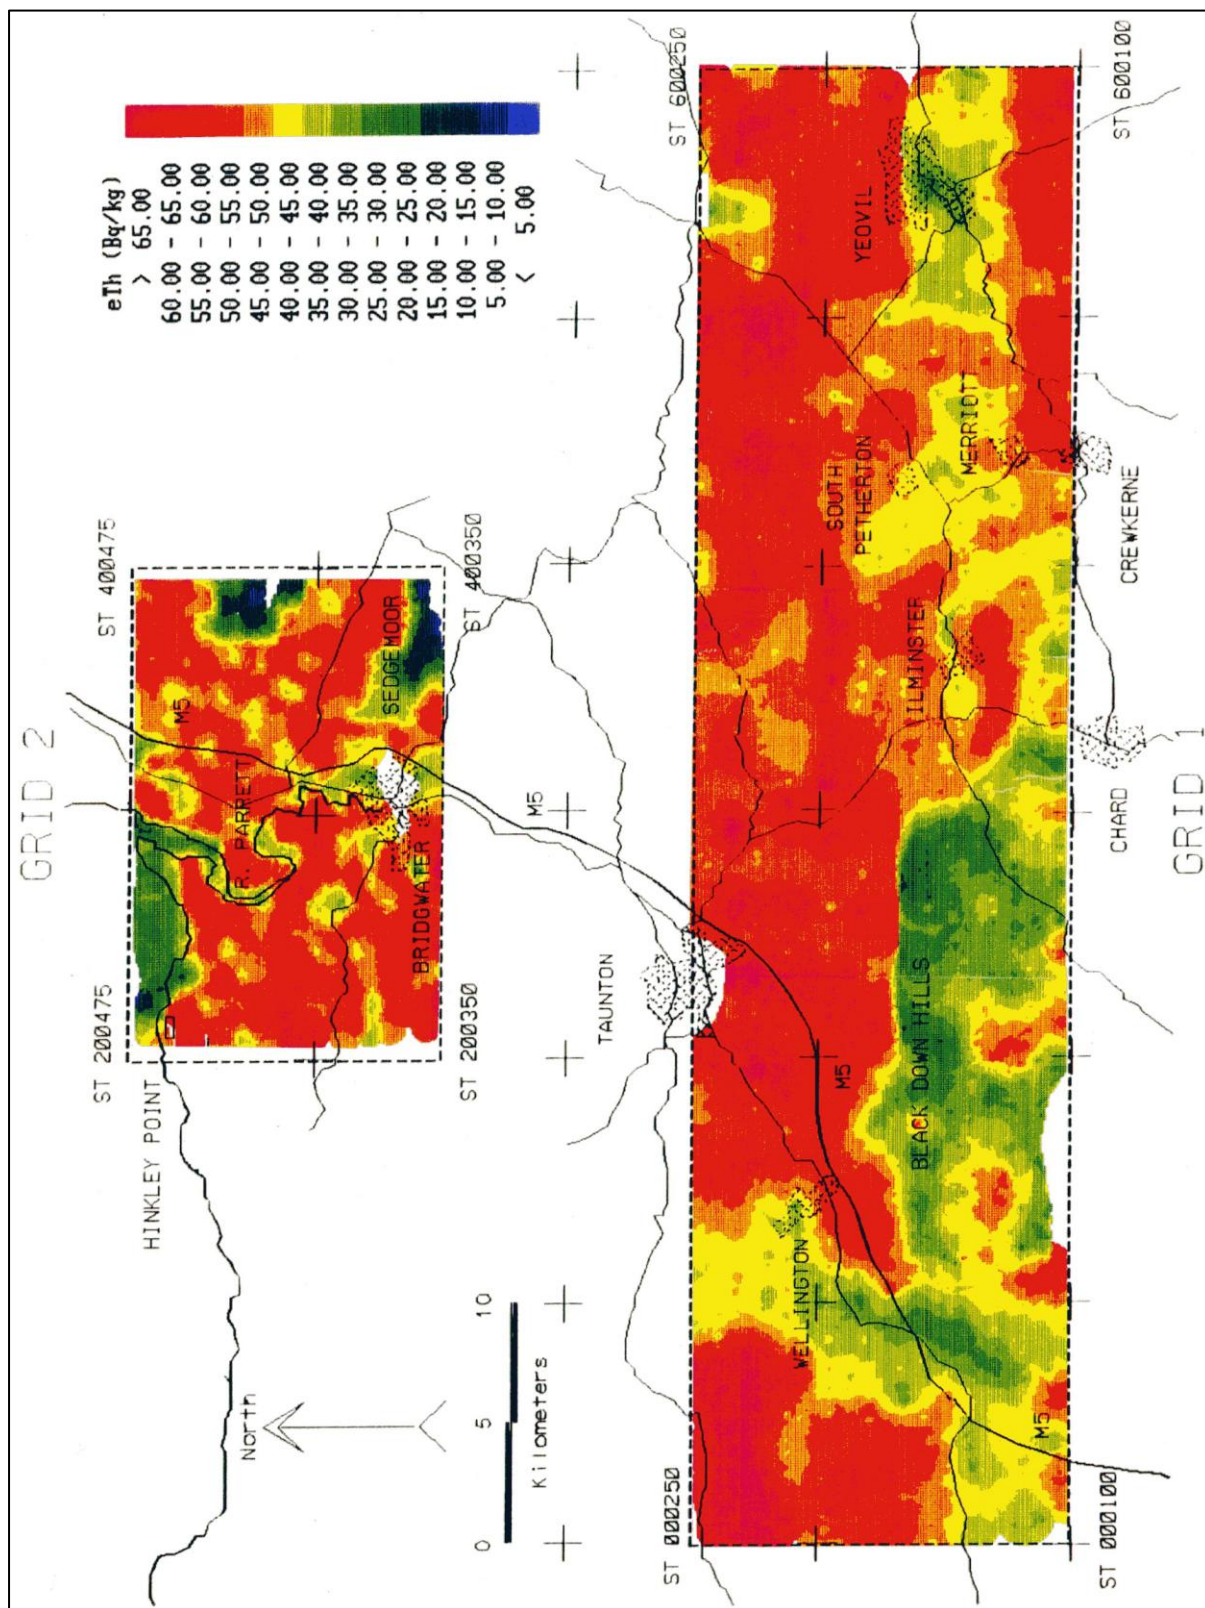 GRID 2
ST 200475
ST 400475
HINKLEY POINT
M5
R. PARRETT
SEDGEMOOR
BRIDGWATER
ST 200350
ST 400350
eTh (Bq/kg)
> 65.00
60.00 - 65.00
55.00 - 60.00
50.00 - 55.00
45.00 - 50.00
40.00 - 45.00
35.00 - 40.00
30.00 - 35.00
25.00 - 30.00
20.00 - 25.00
15.00 - 20.00
10.00 - 15.00
5.00 - 10.00
< 5.00
North
0 5 10
Kilometers
M5
TAUNTON
ST 000250
ST 600250
WELLINGTON
M5
YEOVIL
SOUTH
PETHERTON
BLACK DOWN HILLS
ILMINSTER
MERRIOTT
M5
ST 000100
CHARD
CREWKERNE
ST 600100
GRID 1